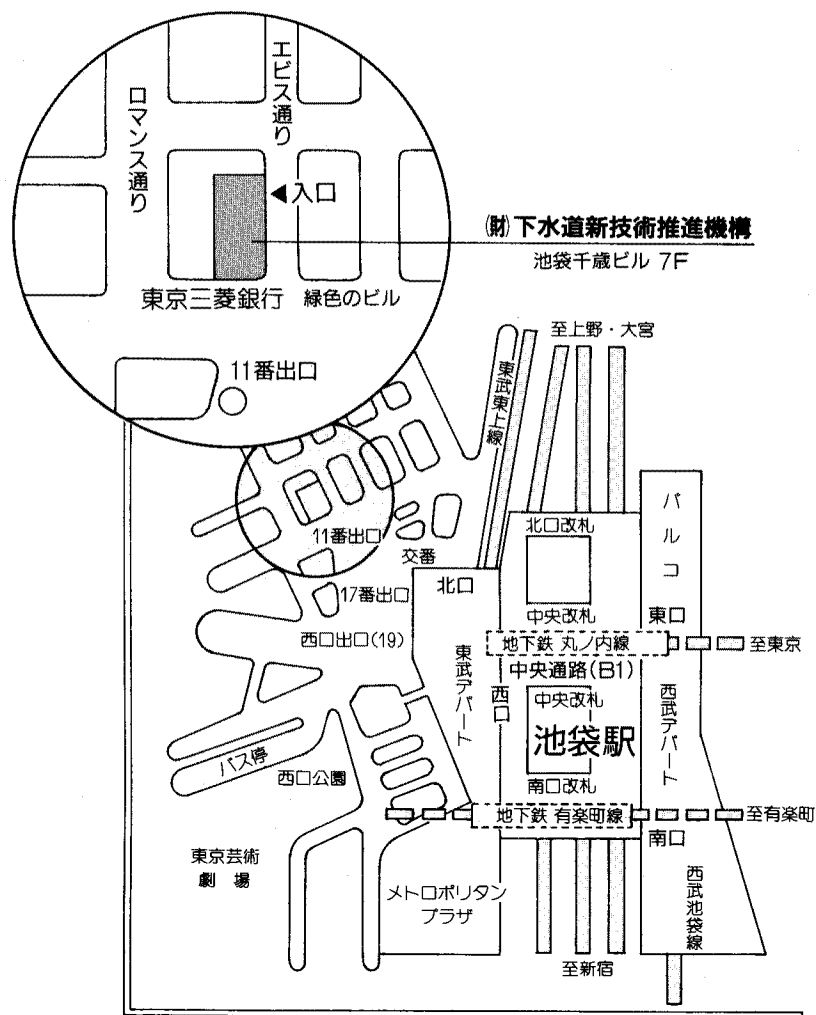 エビス通り
ロマンス通り
入口
(財)下水道新技術推進機構
池袋千歳ビル 7F
東京三菱銀行
緑色のビル
11番出口
至上野・大宮
東武東上線
パルコ
北口改札
11番出口
交番
北口
17番出口
中央改札
東口
西口出口(19)
地下鉄 丸ノ内線
至東京
中央通路(B1)
東武デパート
西口
中央改札
西武デパート
池袋駅
バス停
西口公園
南口改札
地下鉄 有楽町線
至有楽町
南口
東京芸術
劇 場
メトロポリタン
プラザ
西武池袋線
至新宿